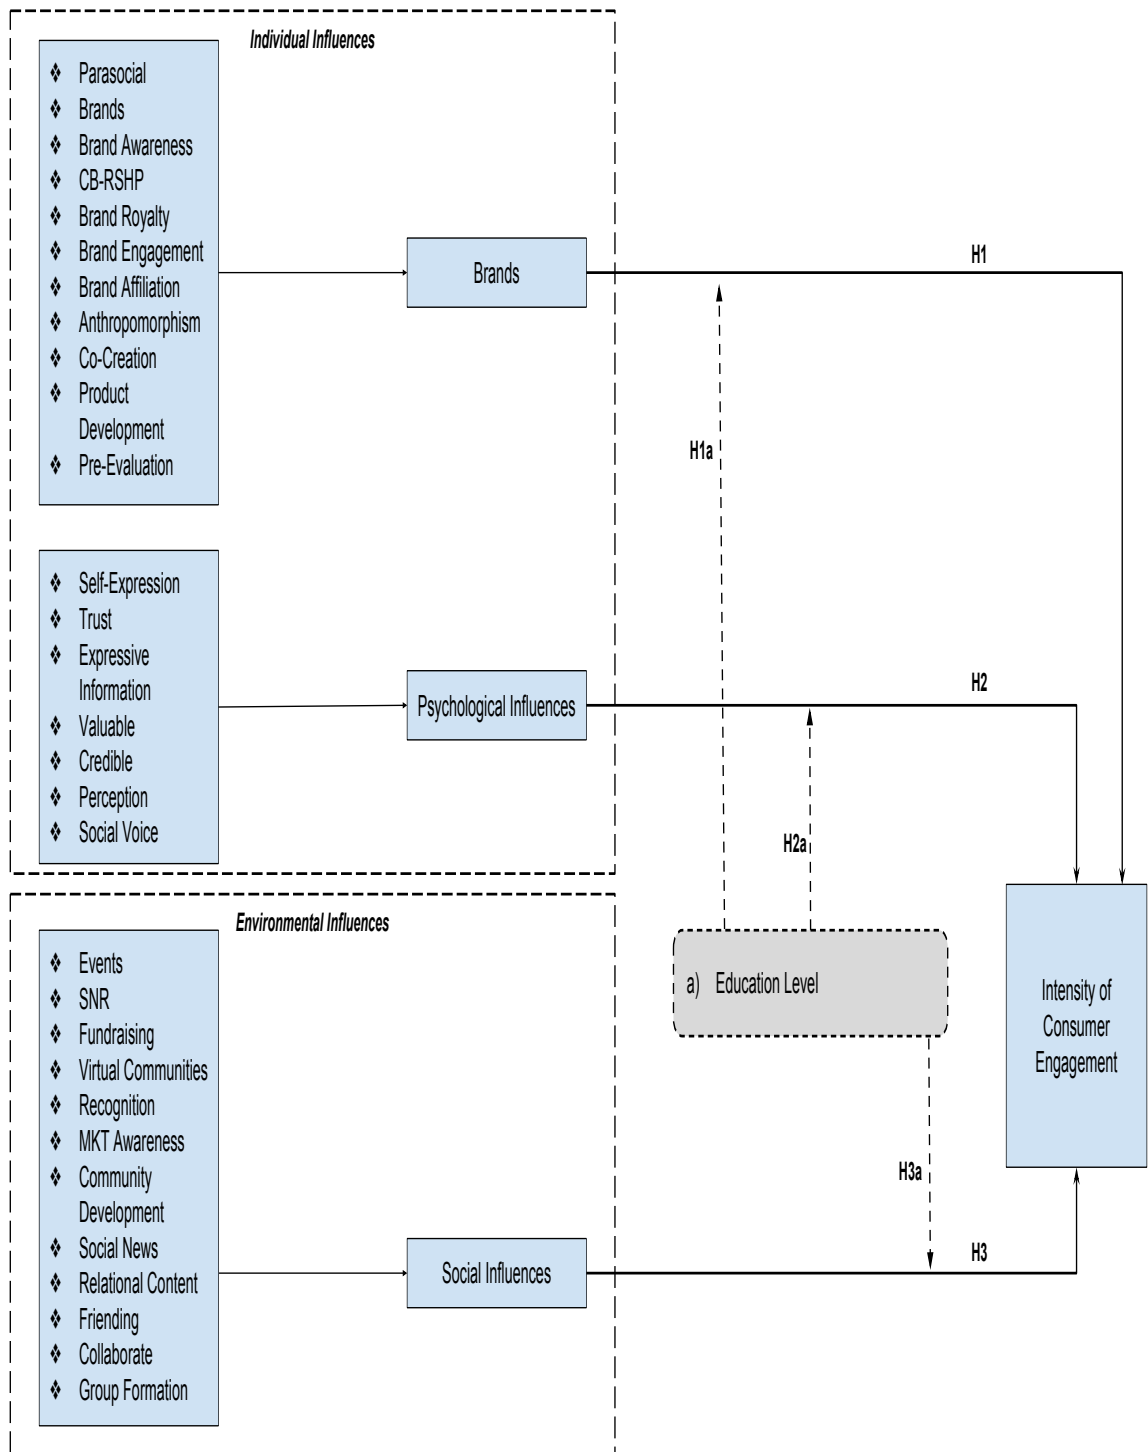 Individual Influences
❖ Parasocial
❖ Brands
❖ Brand Awareness
❖ CB-RSHP
❖ Brand Royalty
❖ Brand Engagement
❖ Brand Affiliation
❖ Anthropomorphism
❖ Co-Creation
❖ Product
Development
❖ Pre-Evaluation
Brands
H1
H1a
❖ Self-Expression
❖ Trust
❖ Expressive
Information
❖ Valuable
❖ Credible
❖ Perception
❖ Social Voice
Psychological Influences
H2
H2a
Environmental Influences
❖ Events
❖ SNR
❖ Fundraising
❖ Virtual Communities
❖ Recognition
❖ MKT Awareness
❖ Community
Development
❖ Social News
❖ Relational Content
❖ Friending
❖ Collaborate
❖ Group Formation
Social Influences
a) Education Level
H3a
H3
Intensity of
Consumer
Engagement